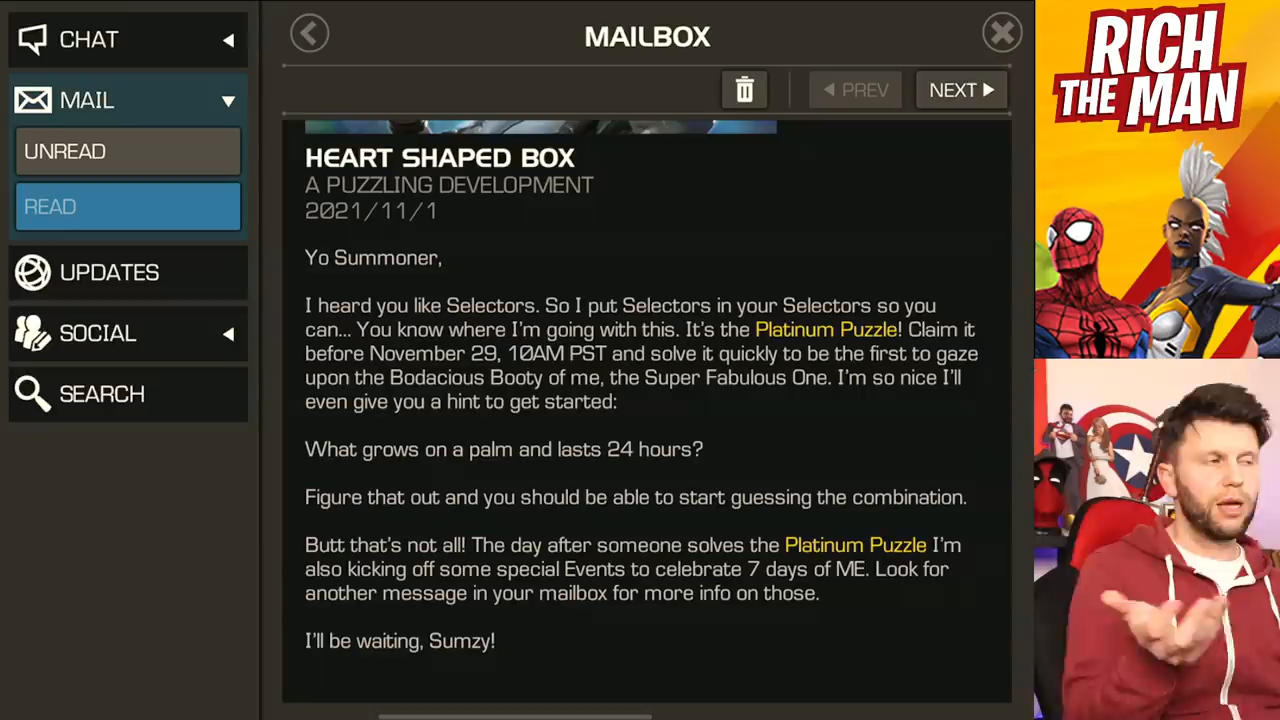 CHAT
MAIL
UNREAD
READ
UPDATES
SOCIAL
SEARCH
MAILBOX
PREV
NEXT
HEART SHAPED BOX
A PUZZLING DEVELOPMENT
2021/11/1
Yo Summoner,
I heard you like Selectors. So I put Selectors in your Selectors so you
can... You know where I'm going with this. It's the Platinum Puzzle! Claim it
before November 29, 10AM PST and solve it quickly to be the first to gaze
upon the Bodacious Booty of me, the Super Fabulous One. I'm so nice I'll
even give you a hint to get started:
What grows on a palm and lasts 24 hours?
Figure that out and you should be able to start guessing the combination.
Butt that's not all! The day after someone solves the Platinum Puzzle I'm
also kicking off some special Events to celebrate 7 days of ME. Look for
another message in your mailbox for more info on those.
I'll be waiting, Sumzy!
RICH
THE MAN